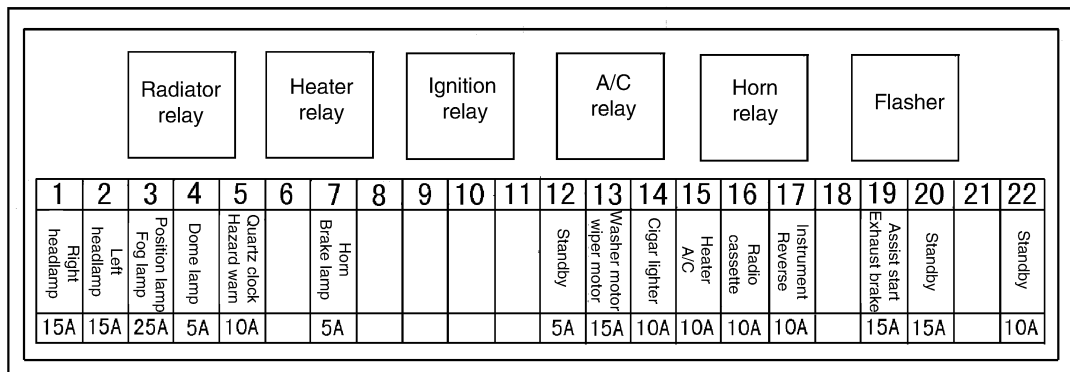 Radiator
relay
Heater
relay
Ignition
relay
A/C
relay
Horn
relay
Flasher
1 2 3 4 5 6 7 8 9 10 11 12 13 14 15 16 17 18 19 20 21 22
Right
headlamp
Left
headlamp
Position lamp
Fog lamp
Dome lamp
Quartz clock
Hazard warn
Horn
Brake lamp
Standby
Washer motor
wiper motor
Cigar lighter
Heater
A/C
Radio
cassette
Instrument
Reverse
Assist start
Exhaust brake
Standby
Standby
15A 15A 25A 5A 10A 5A 5A 15A 10A 10A 10A 10A 15A 15A 10A